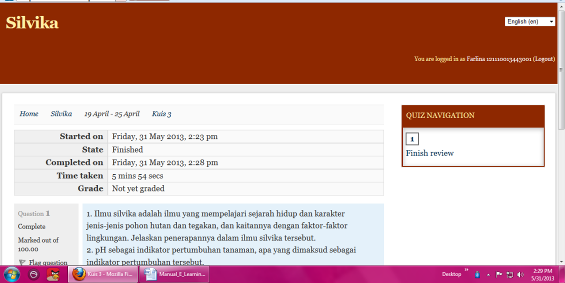 Silvika
English (en)
You are logged in as Farlina 121110013443001 (Logout)
Home Silvika 19 April - 25 April Kuis 3
Started on Friday, 31 May 2013, 2:23 pm
State Finished
Completed on Friday, 31 May 2013, 2:28 pm
Time taken 5 mins 54 secs
Grade Not yet graded
QUIZ NAVIGATION
1
Finish review
Question 1
Complete
Marked out of
100.00
Flag question
1. Ilmu silvika adalah ilmu yang mempelajari sejarah hidup dan karakter
jenis-jenis pohon hutan dan tegakan, dan kaitannya dengan faktor-faktor
lingkungan. Jelaskan penerapannya dalam ilmu silvika tersebut.
2. pH sebagai indikator pertumbuhan tanaman, apa yang dimaksud sebagai
indikator pertumbuhan tersebut.
Kuis 3 - Mozilla Fi...
Manual_E_Learnin...
Desktop
2:29 PM
5/31/2013